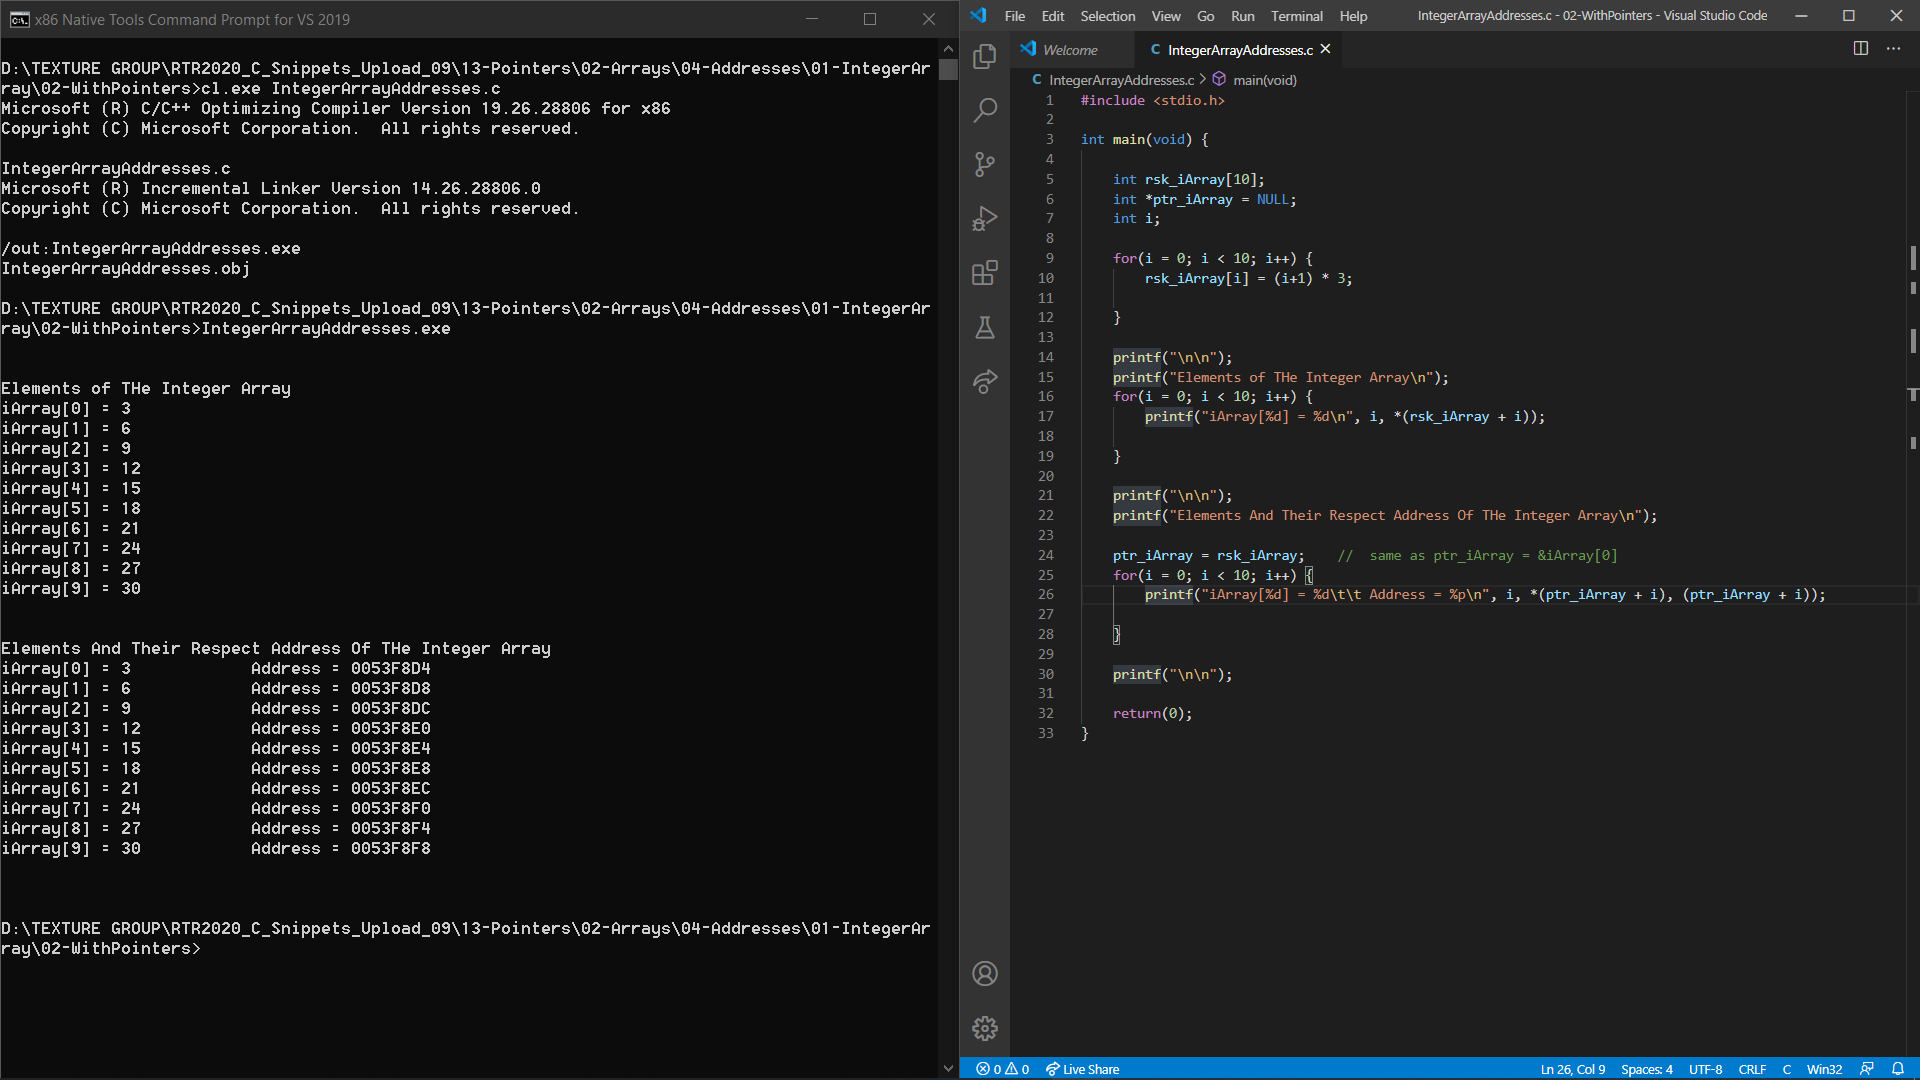 x86 Native Tools Command Prompt for VS 2019
D:\TEXTURE GROUP\RTR2020_C_Snippets_Upload_09\13-Pointers\02-Arrays\04-Addresses\01-IntegerAr
ray\02-WithPointers>cl.exe IntegerArrayAddresses.c
Microsoft (R) C/C++ Optimizing Compiler Version 19.26.28806 for x86
Copyright (C) Microsoft Corporation.  All rights reserved.
IntegerArrayAddresses.c
Microsoft (R) Incremental Linker Version 14.26.28806.0
Copyright (C) Microsoft Corporation.  All rights reserved.
/out:IntegerArrayAddresses.exe
IntegerArrayAddresses.obj
D:\TEXTURE GROUP\RTR2020_C_Snippets_Upload_09\13-Pointers\02-Arrays\04-Addresses\01-IntegerAr
ray\02-WithPointers>IntegerArrayAddresses.exe
Elements of THe Integer Array
iArray[0] = 3
iArray[1] = 6
iArray[2] = 9
iArray[3] = 12
iArray[4] = 15
iArray[5] = 18
iArray[6] = 21
iArray[7] = 24
iArray[8] = 27
iArray[9] = 30
Elements And Their Respect Address Of THe Integer Array
iArray[0] = 3            Address = 0053F8D4
iArray[1] = 6            Address = 0053F8D8
iArray[2] = 9            Address = 0053F8DC
iArray[3] = 12           Address = 0053F8E0
iArray[4] = 15           Address = 0053F8E4
iArray[5] = 18           Address = 0053F8E8
iArray[6] = 21           Address = 0053F8EC
iArray[7] = 24           Address = 0053F8F0
iArray[8] = 27           Address = 0053F8F4
iArray[9] = 30           Address = 0053F8F8
D:\TEXTURE GROUP\RTR2020_C_Snippets_Upload_09\13-Pointers\02-Arrays\04-Addresses\01-IntegerAr
ray\02-WithPointers>
File Edit Selection View Go Run Terminal Help IntegerArrayAddresses.c - 02-WithPointers - Visual Studio Code
Welcome C IntegerArrayAddresses.c
C IntegerArrayAddresses.c > main(void)
1 #include <stdio.h>
2
3 int main(void) {
4
5     int rsk_iArray[10];
6     int *ptr_iArray = NULL;
7     int i;
8
9     for(i = 0; i < 10; i++) {
10         rsk_iArray[i] = (i+1) * 3;
11
12     }
13
14     printf("\n\n");
15     printf("Elements of THe Integer Array\n");
16     for(i = 0; i < 10; i++) {
17         printf("iArray[%d] = %d\n", i, *(rsk_iArray + i));
18
19     }
20
21     printf("\n\n");
22     printf("Elements And Their Respect Address Of THe Integer Array\n");
23
24     ptr_iArray = rsk_iArray;    //  same as ptr_iArray = &iArray[0]
25     for(i = 0; i < 10; i++) {
26         printf("iArray[%d] = %d\t\t Address = %p\n", i, *(ptr_iArray + i), (ptr_iArray + i));
27
28     }
29
30     printf("\n\n");
31
32     return(0);
33 }
0 0 Live Share Ln 26, Col 9 Spaces: 4 UTF-8 CRLF C Win32